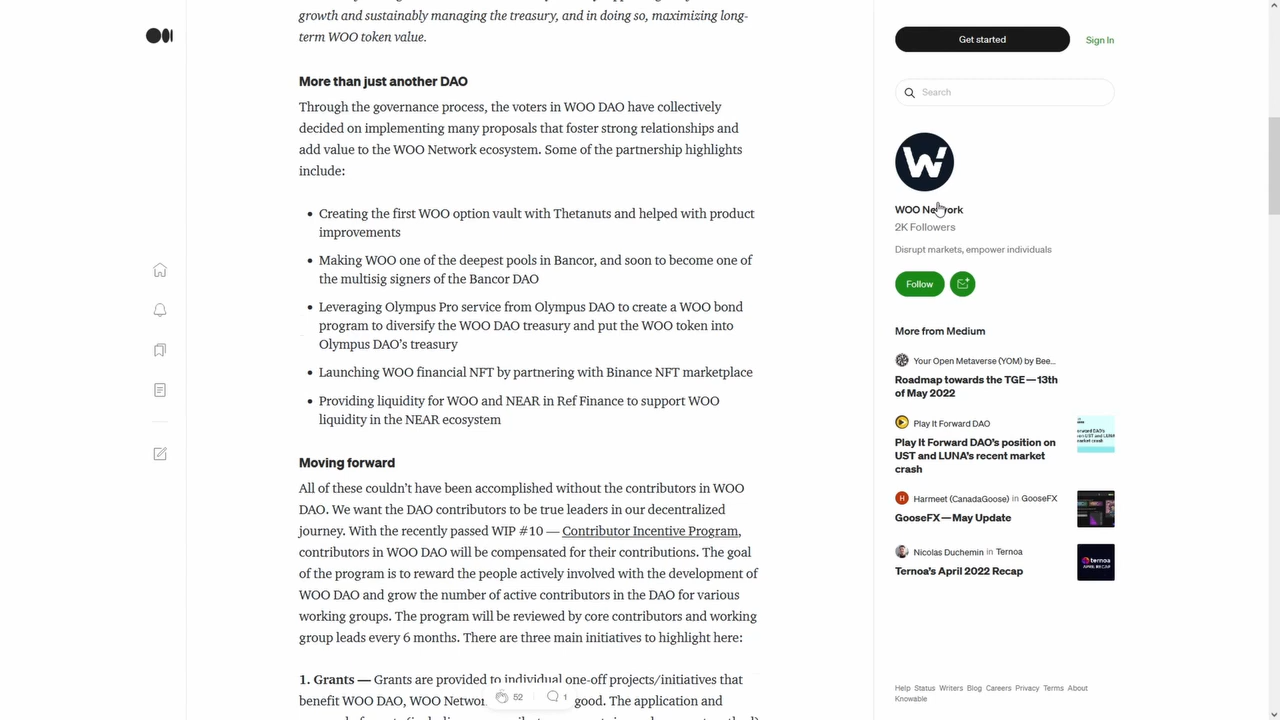 growth and sustainably managing the treasury, and in doing so, maximizing long-
term WOO token value.
More than just another DAO
Through the governance process, the voters in WOO DAO have collectively
decided on implementing many proposals that foster strong relationships and
add value to the WOO Network ecosystem. Some of the partnership highlights
include:
• Creating the first WOO option vault with Thetanuts and helped with product
improvements
• Making WOO one of the deepest pools in Bancor, and soon to become one of
the multisig signers of the Bancor DAO
• Leveraging Olympus Pro service from Olympus DAO to create a WOO bond
program to diversify the WOO DAO treasury and put the WOO token into
Olympus DAO's treasury
• Launching WOO financial NFT by partnering with Binance NFT marketplace
• Providing liquidity for WOO and NEAR in Ref Finance to support WOO
liquidity in the NEAR ecosystem
Moving forward
All of these couldn't have been accomplished without the contributors in WOO
DAO. We want the DAO contributors to be true leaders in our decentralized
journey. With the recently passed WIP #10 — Contributor Incentive Program,
contributors in WOO DAO will be compensated for their contributions. The goal
of the program is to reward the people actively involved with the development of
WOO DAO and grow the number of active contributors in the DAO for various
working groups. The program will be reviewed by core contributors and working
group leads every 6 months. There are three main initiatives to highlight here:
1. Grants — Grants are provided to individual one-off projects/initiatives that
benefit WOO DAO, WOO Networ good. The application and
52 1
Get started Sign In
Search
W
WOO Network
2K Followers
Disrupt markets, empower individuals
Follow
More from Medium
Your Open Metaverse (YOM) by Bee...
Roadmap towards the TGE — 13th
of May 2022
Play It Forward DAO
Play It Forward DAO's position on
UST and LUNA's recent market
crash
H Harmeet (CanadaGoose) in GooseFX
GooseFX — May Update
Nicolas Duchemin in Ternoa
Ternoa's April 2022 Recap
ternoa
APRIL RECAP
Help Status Writers Blog Careers Privacy Terms About
Knowable